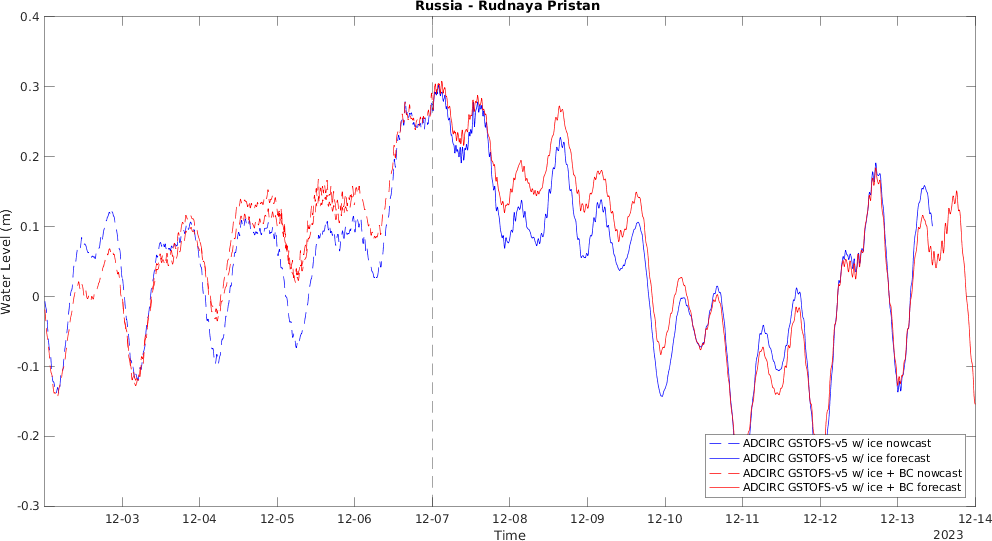 Russia - Rudnaya Pristan
0.4
0.3
0.2
0.1
0
-0.1
-0.2
-0.3
Water Level (m)
ADCIRC GSTOFS-v5 w/ ice nowcast
ADCIRC GSTOFS-v5 w/ ice forecast
ADCIRC GSTOFS-v5 w/ ice + BC nowcast
ADCIRC GSTOFS-v5 w/ ice + BC forecast
12-03 12-04 12-05 12-06 12-07 12-08 12-09 12-10 12-11 12-12 12-13 12-14
Time
2023